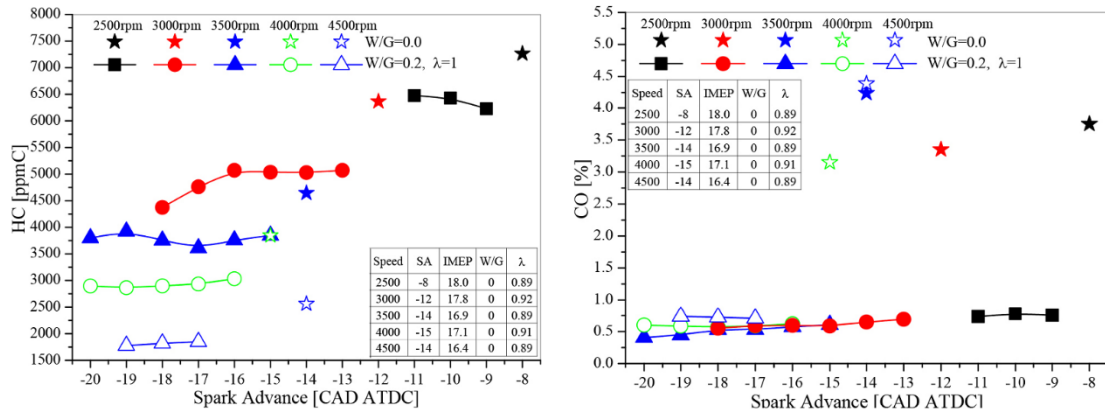 2500rpm 3000rpm 3500rpm 4000rpm 4500rpm
W/G=0.0
W/G=0.2, λ=1
HC [ppmC]
8000
7500
7000
6500
6000
5500
5000
4500
4000
3500
3000
2500
2000
1500
Speed SA IMEP W/G λ
2500 -8 18.0 0 0.89
3000 -12 17.8 0 0.92
3500 -14 16.9 0 0.89
4000 -15 17.1 0 0.91
4500 -14 16.4 0 0.89
-20 -19 -18 -17 -16 -15 -14 -13 -12 -11 -10 -9 -8
Spark Advance [CAD ATDC]
2500rpm 3000rpm 3500rpm 4000rpm 4500rpm
W/G=0.0
W/G=0.2, λ=1
CO [%]
5.5
5.0
4.5
4.0
3.5
3.0
2.5
2.0
1.5
1.0
0.5
0.0
Speed SA IMEP W/G λ
2500 -8 18.0 0 0.89
3000 -12 17.8 0 0.92
3500 -14 16.9 0 0.89
4000 -15 17.1 0 0.91
4500 -14 16.4 0 0.89
-20 -19 -18 -17 -16 -15 -14 -13 -12 -11 -10 -9 -8
Spark Advance [CAD ATDC]